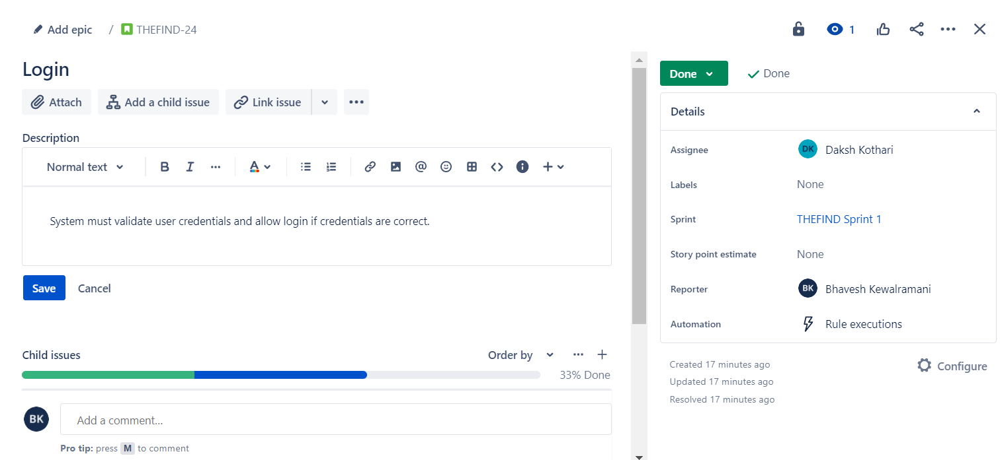 Add epic / THEFIND-24 1
Login
Attach Add a child issue Link issue
Description
Normal text B I A @ <> i +
System must validate user credentials and allow login if credentials are correct.
Save Cancel
Child issues Order by
33% Done
BK Add a comment...
Pro tip: press M to comment
Done Done
Details
Assignee DK Daksh Kothari
Labels None
Sprint THEFIND Sprint 1
Story point estimate None
Reporter BK Bhavesh Kewalramani
Automation Rule executions
Created 17 minutes ago Configure
Updated 17 minutes ago
Resolved 17 minutes ago